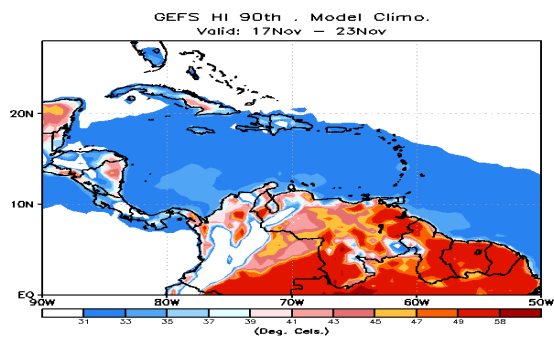 GEFS HI 90th . Model Climo.
Valid: 17Nov – 23Nov
20N
10N
EQ
90W 80W 70W 60W 50W
31 33 35 37 39 41 43 45 47 49 58
(Deg. Cels.)